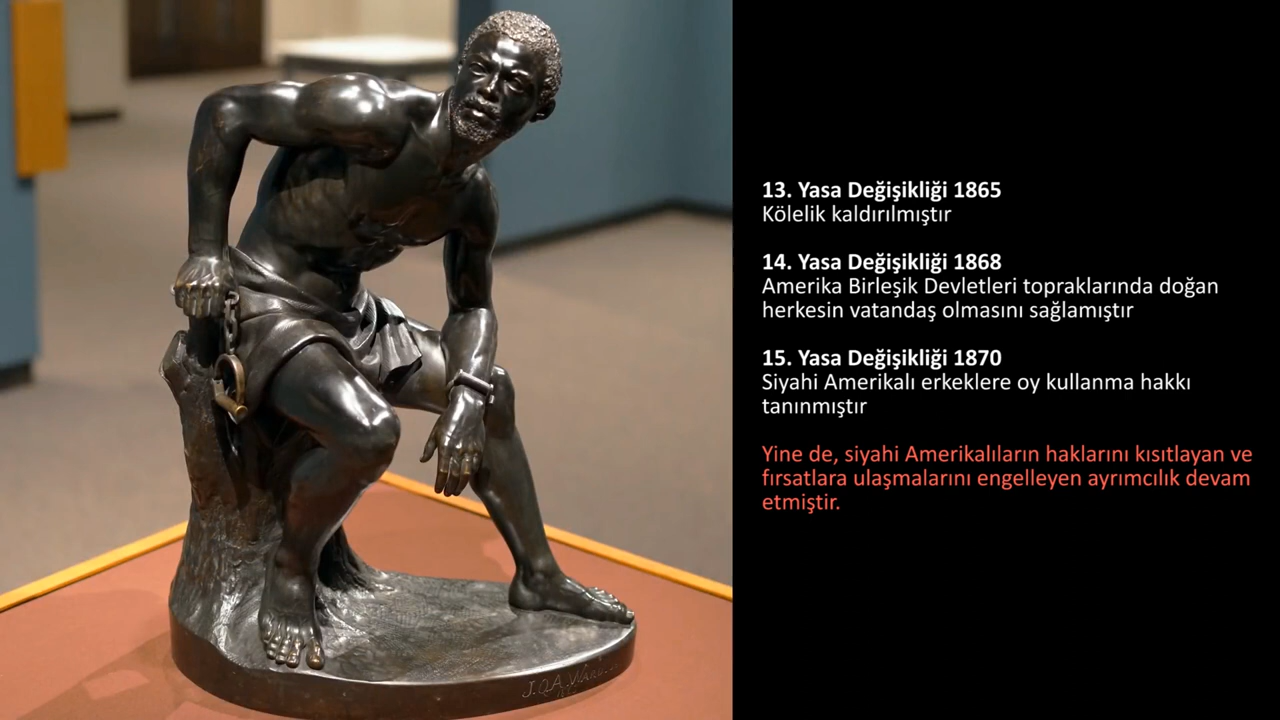 13. Yasa Değişikliği 1865
Kölelik kaldırılmıştır
14. Yasa Değişikliği 1868
Amerika Birleşik Devletleri topraklarında doğan
herkesin vatandaş olmasını sağlamıştır
15. Yasa Değişikliği 1870
Siyahi Amerikalı erkeklere oy kullanma hakkı
tanınmıştır
Yine de, siyahi Amerikalıların haklarını kısıtlayan ve
fırsatlara ulaşmalarını engelleyen ayrımcılık devam
etmiştir.
J.Q.A. Ward